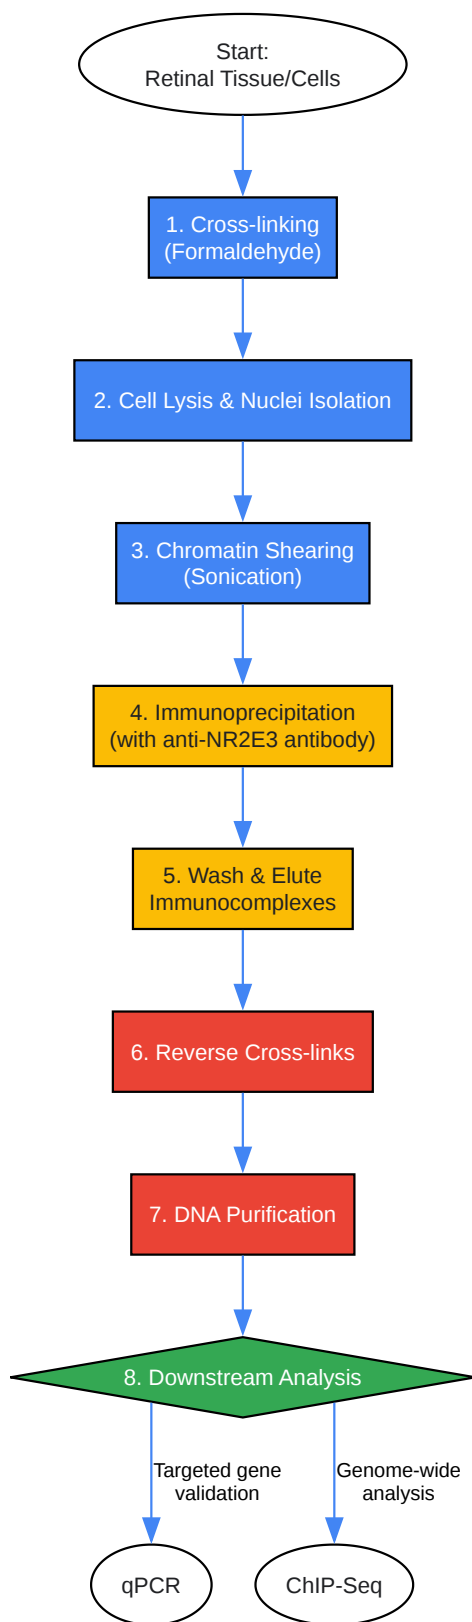 Start:
Retinal Tissue/Cells
1. Cross-linking
(Formaldehyde)
2. Cell Lysis & Nuclei Isolation
3. Chromatin Shearing
(Sonication)
4. Immunoprecipitation
(with anti-NR2E3 antibody)
5. Wash & Elute
Immunocomplexes
6. Reverse Cross-links
7. DNA Purification
8. Downstream Analysis
Targeted gene
validation
Genome-wide
analysis
qPCR
ChIP-Seq